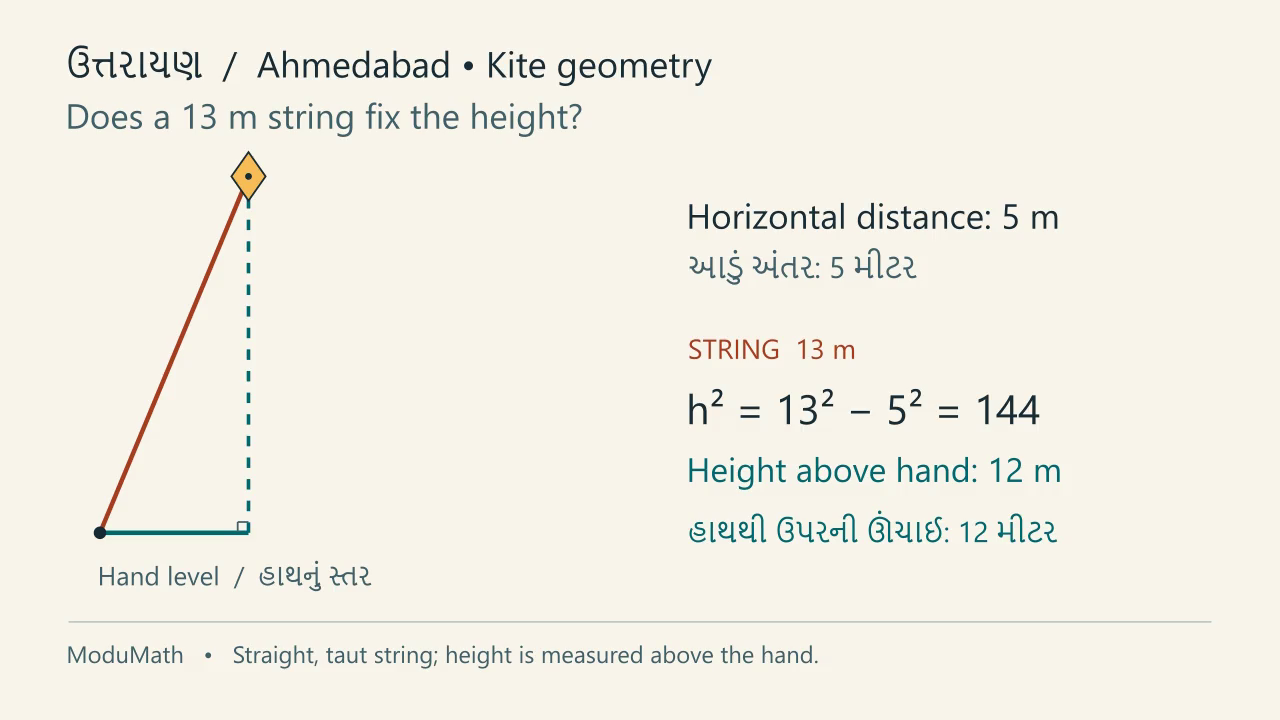 ઉત્તરાયણ / Ahmedabad • Kite geometry
Does a 13 m string fix the height?
Horizontal distance: 5 m
આડું અંતર: 5 મીટર
STRING 13 m
h² = 13² − 5² = 144
Height above hand: 12 m
હાથથી ઉપરની ઊંચાઈ: 12 મીટર
Hand level / હાથનું સ્તર
ModuMath • Straight, taut string; height is measured above the hand.